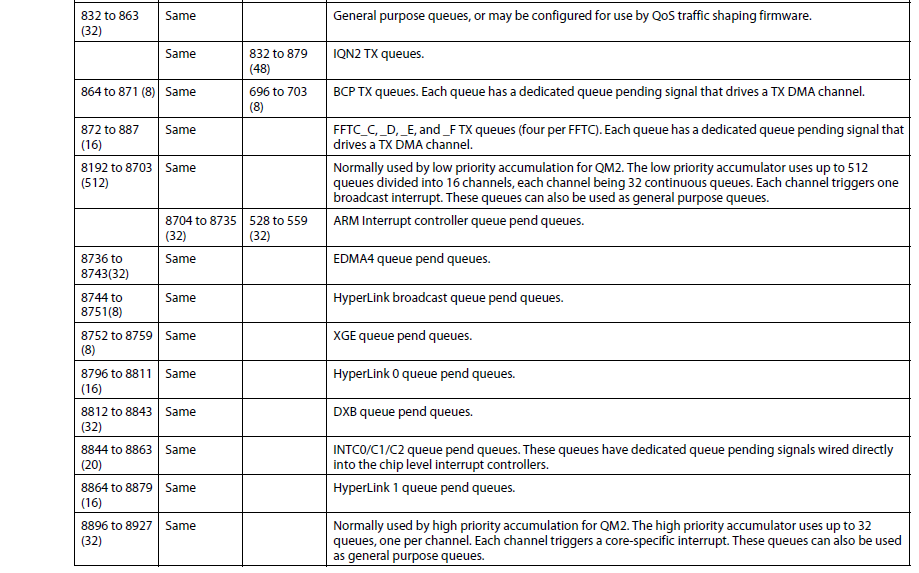 832 to 863 Same General purpose queues, or may be configured for use by QoS traffic shaping firmware.
(32)
Same 832 to 879 IQN2 TX queues.
(48)
864 to 871 (8) Same 696 to 703 BCP TX queues. Each queue has a dedicated queue pending signal that drives a TX DMA channel.
(8)
872 to 887 Same FFTC_C, _D, _E, and _F TX queues (four per FFTC). Each queue has a dedicated queue pending signal that
(16) drives a TX DMA channel.
8192 to 8703 Same Normally used by low priority accumulation for QM2. The low priority accumulator uses up to 512
(512) queues divided into 16 channels, each channel being 32 continuous queues. Each channel triggers one
broadcast interrupt. These queues can also be used as general purpose queues.
8704 to 8735 528 to 559 ARM Interrupt controller queue pend queues.
(32) (32)
8736 to Same EDMA4 queue pend queues.
8743(32)
8744 to Same HyperLink broadcast queue pend queues.
8751(8)
8752 to 8759 Same XGE queue pend queues.
(8)
8796 to 8811 Same HyperLink 0 queue pend queues.
(16)
8812 to 8843 Same DXB queue pend queues.
(32)
8844 to 8863 Same INTC0/C1/C2 queue pend queues. These queues have dedicated queue pending signals wired directly
(20) into the chip level interrupt controllers.
8864 to 8879 Same HyperLink 1 queue pend queues.
(16)
8896 to 8927 Same Normally used by high priority accumulation for QM2. The high priority accumulator uses up to 32
(32) queues, one per channel. Each channel triggers a core-specific interrupt. These queues can also be used
as general purpose queues.